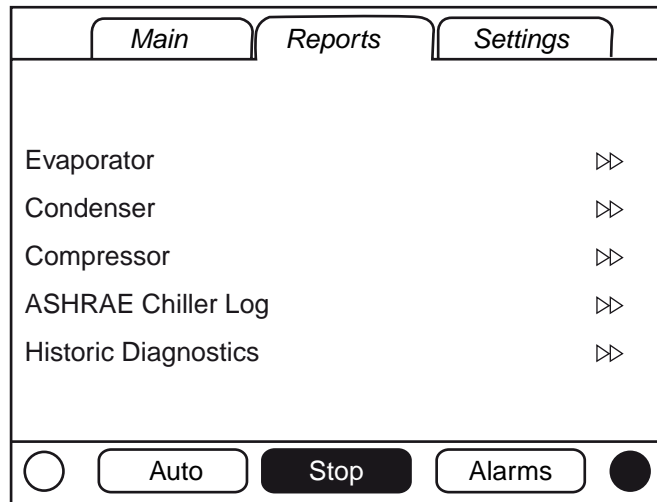 Main Reports Settings
Evaporator
Condenser
Compressor
ASHRAE Chiller Log
Historic Diagnostics
Auto Stop Alarms